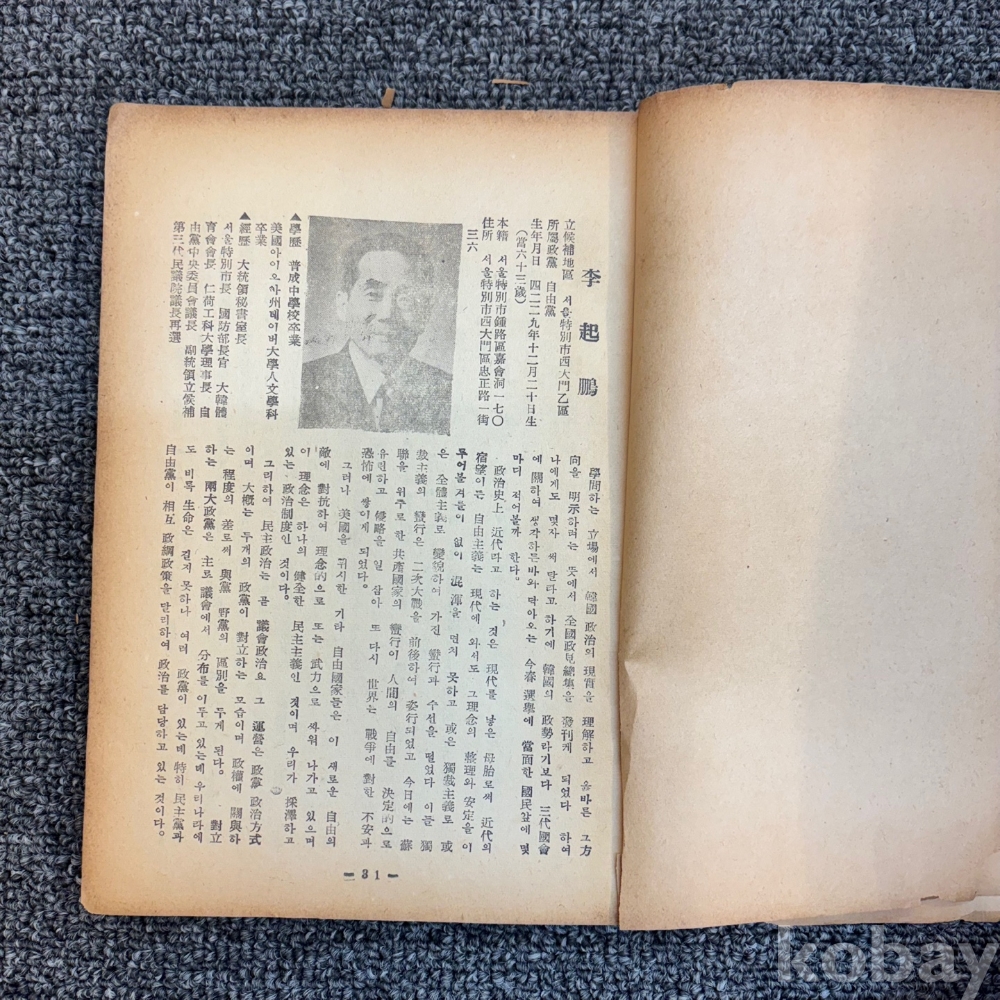 李起鵬
立候補地區 서울特別市西大門乙區
所屬政黨 自由黨
生年月日 四二二九年十二月二十日生
(當六十三歲)
本籍 서울特別市鍾路區嘉會洞一七〇
住所 서울特別市西大門區忠正路一街
三六
▲學歷 普成中學校卒業
美國아이오와州테이버大學人文學科
卒業
▲經歷 大統領秘書室長
서울特別市長 國防部長官 大韓體
育會會長 仁荷工科大學理事長 自
由黨中央委員會議長 副統領立候補
第三代民議院議長再選
學問하는 立場에서 韓國 政治의 現實을 理解하고 올바른 그 方
向을 明示하려는 뜻에서 全國政見總集을 發刊케 되었다 하여
나에게도 몇자 써 달라고 하기에 韓國의 政勢라기보다 三代國會
에 關하여 생각하는바와 닥아오는 今春 選擧에 當面한 國民앞에 몇
마디 적어볼까 한다.
政治史上 近代라고 하는 것은 現代를 낳은 母胎로써 近代의
宿望이든 自由主義는 現代에 와서도 그 理念의 整理와 安定을 이
루어볼 겨를이 없이 混渾을 면치 못하고 或은 獨裁主義로 或
은 全體主義로 變貌하여 가진 蠻行과 수선을 떨었다 이들 獨
裁主義의 蠻行은 二次大戰을 前後하여 恣行되었고 今日에는 蘇
聯을 위주로한 共產國家의 蠻行이 人間의 自由를 決定的으로
유린하고 侵略을 일삼아 또 다시 世界는 戰爭에 對한 不安과
恐怖에 쌓이게 되였다.
그러나 美國을 위시한 기타 自由國家들은 이 새로운 自由의
敵에 對抗하여 理念的으로 또는 武力으로 싸워 나가고 있으며
이 理念은 하나의 健全한 民主主義인 것이며 우리가 採澤하고
있는 政治制度인 것이다.
그리하여 民主政治는 곧 議會政治요 그 運營은 政黨政治方式
이며 大槪는 두개의 政黨이 對立하는 모습이며 政權에 關與하
는 程度의 差로써 與黨 野黨의 區別을 두게 된다. 對立
하는 兩大政黨은 主로 議會에서 分布를 이두고 있는데 우리나라에
도 비록 生命은 길지 못하나 여러 政黨이 있는데 特히 民主黨과
自由黨이 相互 政綱政策을 달리하여 政治를 담당하고 있는 것이다.
31
kobay